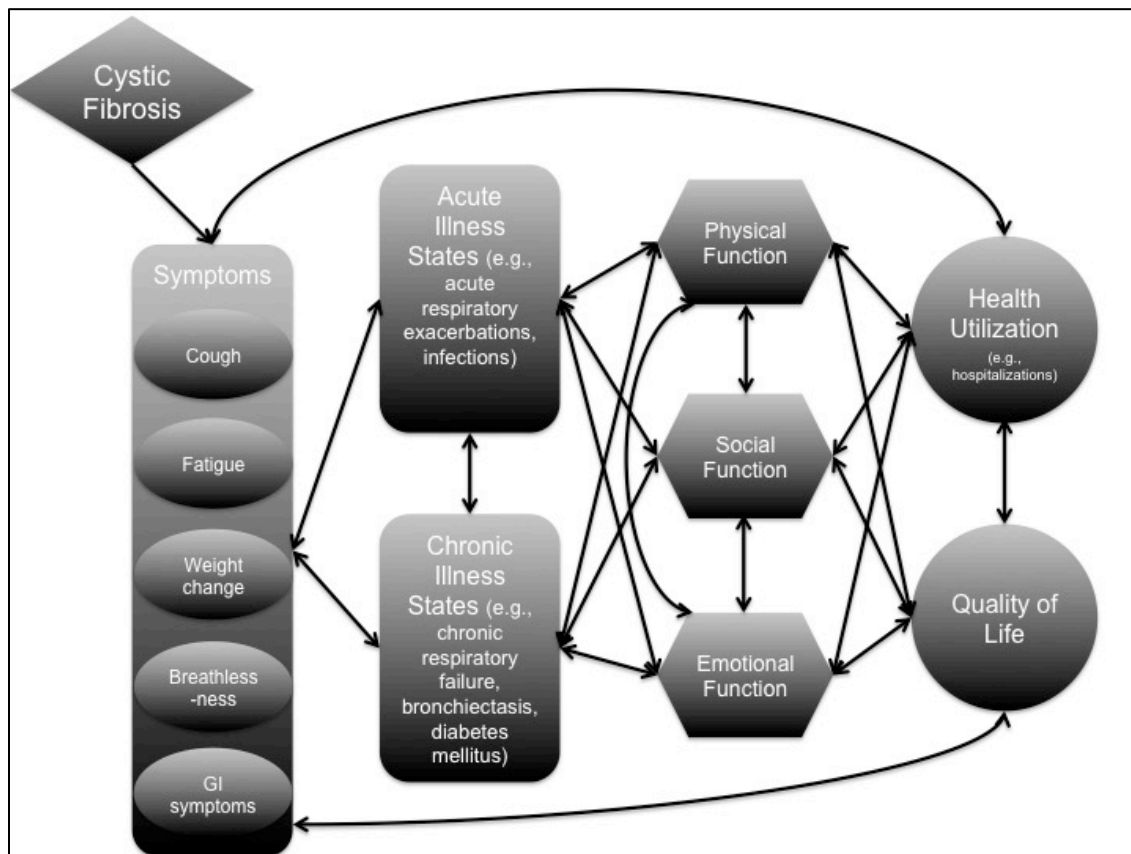 Cystic
Fibrosis
Symptoms
Cough
Fatigue
Weight
change
Breathless
-ness
GI
symptoms
Acute
Illness
States (e.g.,
acute
respiratory
exacerbations,
infections)
Chronic
Illness
States (e.g.,
chronic
respiratory
failure,
bronchiectasis,
diabetes
mellitus)
Physical
Function
Social
Function
Emotional
Function
Health
Utilization
(e.g.,
hospitalizations)
Quality of
Life